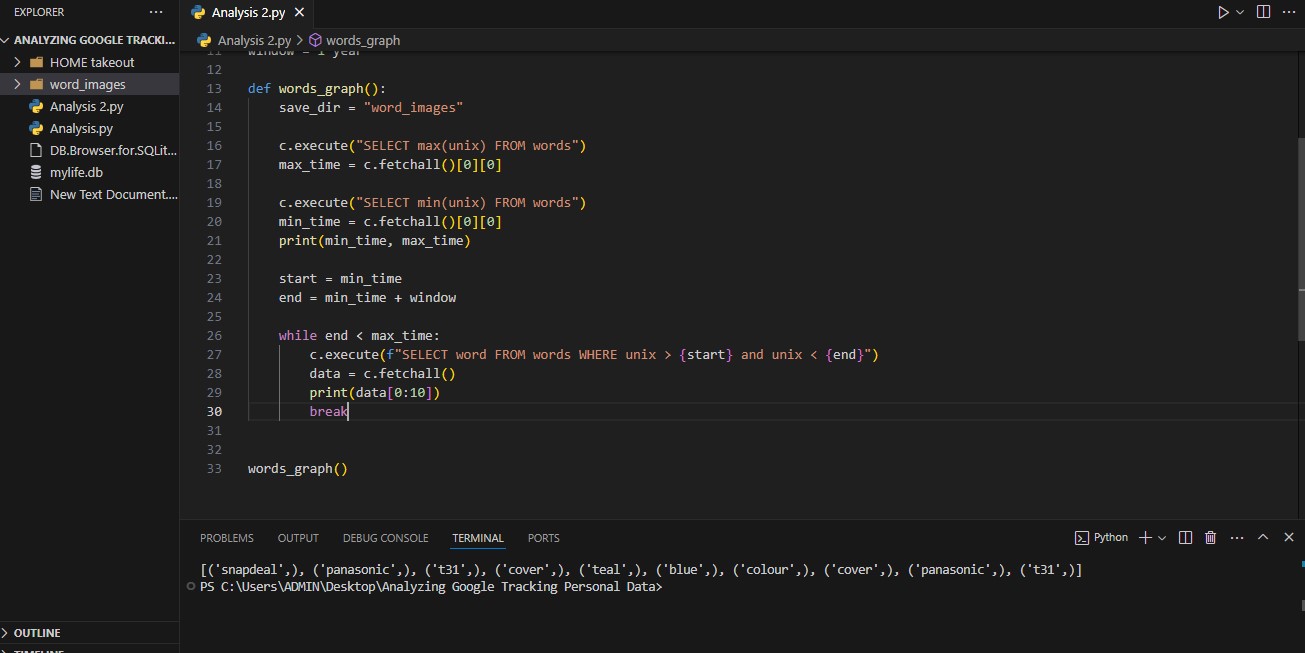 EXPLORER
ANALYZING GOOGLE TRACKI...
HOME takeout
word_images
Analysis 2.py
Analysis.py
DB.Browser.for.SQLit...
mylife.db
New Text Document....
OUTLINE
TIMELINE
Analysis 2.py
Analysis 2.py > words_graph
11 window = 1 year
12
13 def words_graph():
14 save_dir = "word_images"
15
16 c.execute("SELECT max(unix) FROM words")
17 max_time = c.fetchall()[0][0]
18
19 c.execute("SELECT min(unix) FROM words")
20 min_time = c.fetchall()[0][0]
21 print(min_time, max_time)
22
23 start = min_time
24 end = min_time + window
25
26 while end < max_time:
27 c.execute(f"SELECT word FROM words WHERE unix > {start} and unix < {end}")
28 data = c.fetchall()
29 print(data[0:10])
30 break
31
32
33 words_graph()
PROBLEMS OUTPUT DEBUG CONSOLE TERMINAL PORTS
Python
[('snapdeal',), ('panasonic',), ('t31',), ('cover',), ('teal',), ('blue',), ('colour',), ('cover',), ('panasonic',), ('t31',)]
PS C:\Users\ADMIN\Desktop\Analyzing Google Tracking Personal Data>